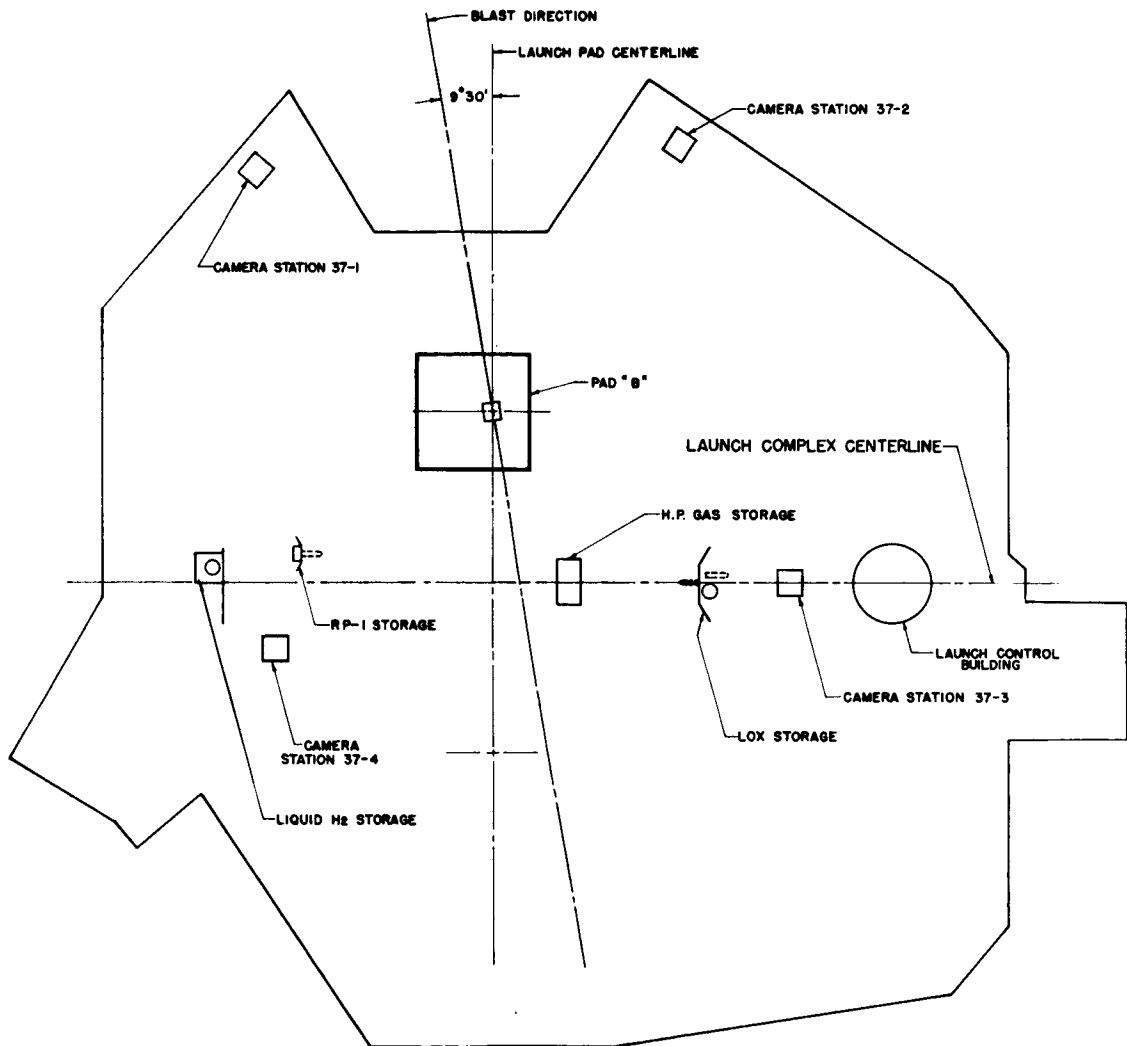 BLAST DIRECTION
LAUNCH PAD CENTERLINE
9°30'
CAMERA STATION 37-2
CAMERA STATION 37-1
PAD "B"
LAUNCH COMPLEX CENTERLINE
H.P. GAS STORAGE
RP-1 STORAGE
LAUNCH CONTROL
BUILDING
CAMERA STATION 37-3
LOX STORAGE
CAMERA
STATION 37-4
LIQUID H2 STORAGE